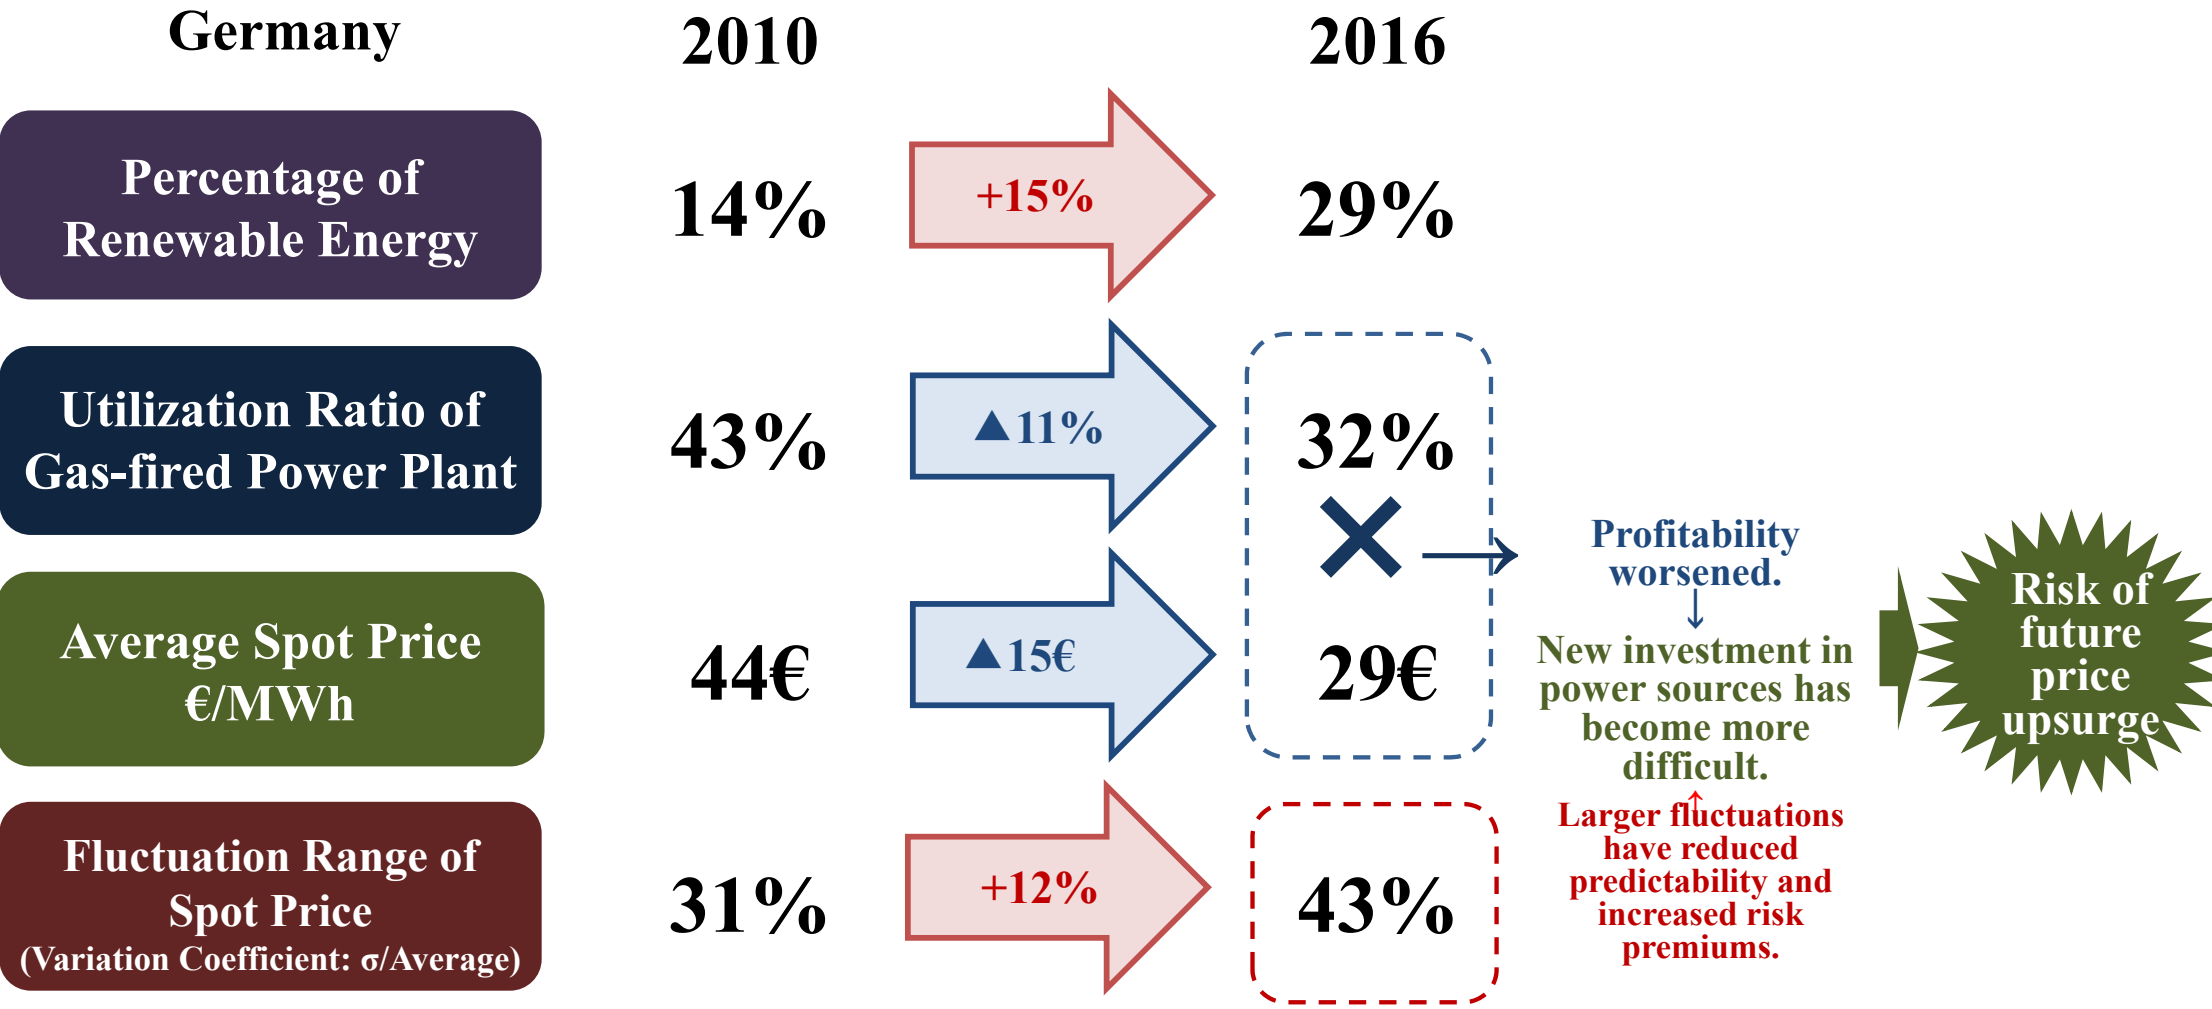 Germany
2010
2016
Percentage of
Renewable Energy
14%
+15%
29%
Utilization Ratio of
Gas-fired Power Plant
43%
▲11%
32%
×
Average Spot Price
€/MWh
44€
▲15€
29€
Fluctuation Range of
Spot Price
(Variation Coefficient: σ/Average)
31%
+12%
43%
Profitability
worsened.
↓
New investment in
power sources has
become more
difficult.
↑
Larger fluctuations
have reduced
predictability and
increased risk
premiums.
Risk of
future
price
upsurge